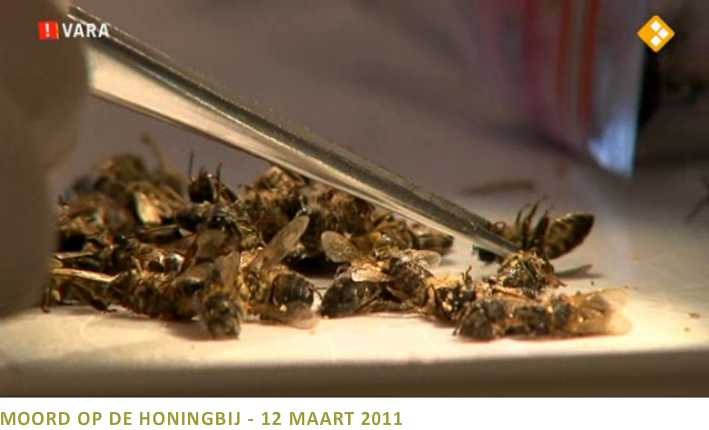 ! VARA
MOORD OP DE HONINGBIJ - 12 MAART 2011